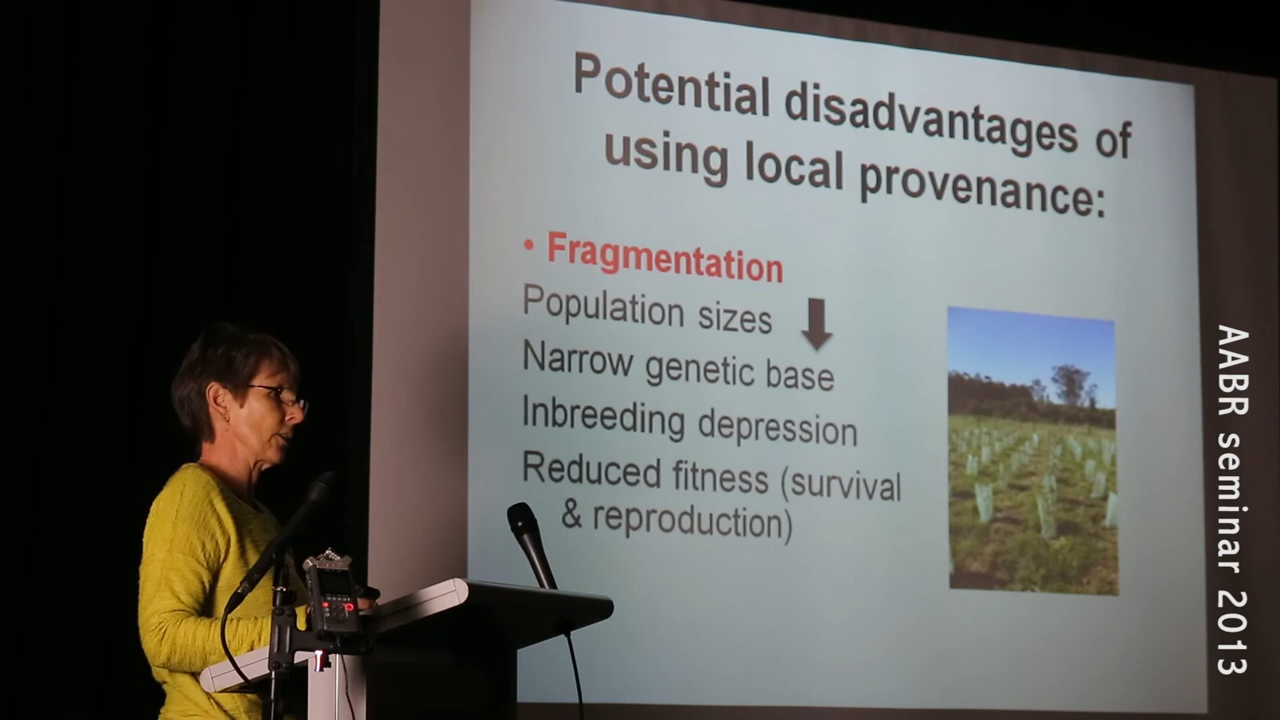 Potential disadvantages of
using local provenance:
• Fragmentation
Population sizes
Narrow genetic base
Inbreeding depression
Reduced fitness (survival
& reproduction)
AABR seminar 2013